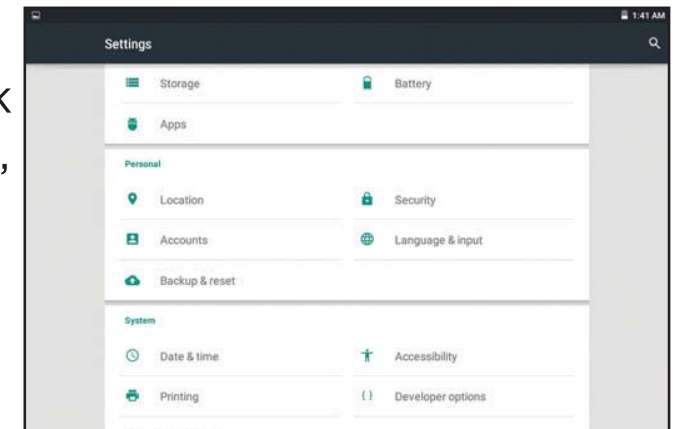 1:41 AM
Settings
k
Storage Battery
,
Apps
Personal
Location Security
Accounts Language & input
Backup & reset
System
Date & time Accessibility
Printing { } Developer options